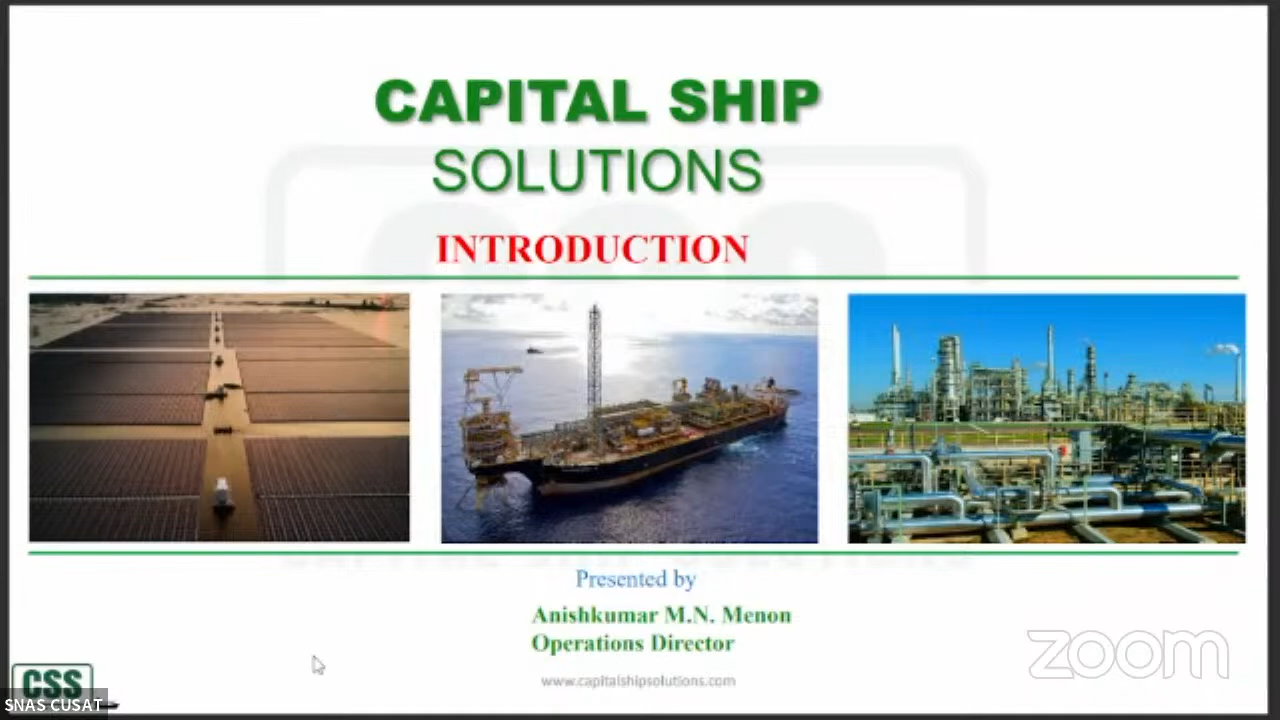 CAPITAL SHIP
SOLUTIONS
INTRODUCTION
Presented by
Anishkumar M.N. Menon
Operations Director
www.capitalshipsolutions.com
zoom
CSS
SNAS CUSAT